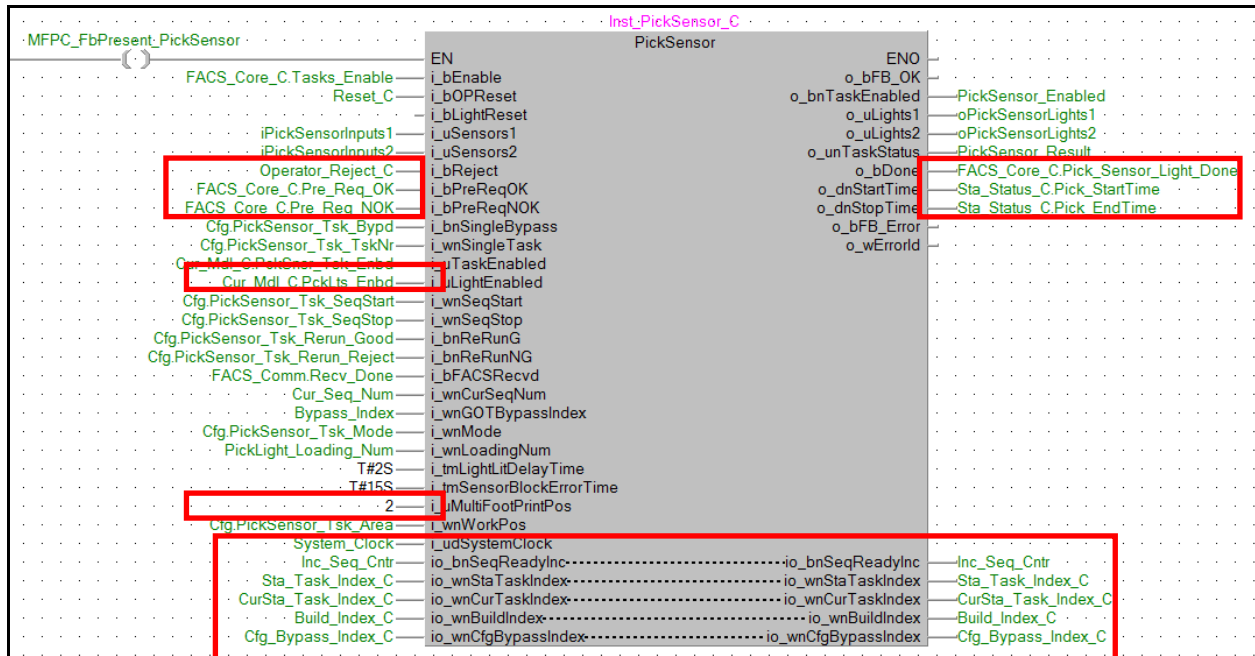 Inst_PickSensor_C
MFPC_FbPresent_PickSensor PickSensor
EN ENO
FACS_Core_C.Tasks_Enable i_bEnable o_bFB_OK
Reset_C i_bOPReset o_bnTaskEnabled PickSensor_Enabled
i_bLightReset o_uLights1 oPickSensorLights1
iPickSensorInputs1 i_uSensors1 o_uLights2 oPickSensorLights2
iPickSensorInputs2 i_uSensors2 o_unTaskStatus PickSensor_Result
Operator_Reject_C i_bReject o_bDone FACS_Core_C.Pick_Sensor_Light_Done
FACS_Core_C.Pre_Req_OK i_bPreReqOK o_dnStartTime Sta_Status_C.Pick_StartTime
FACS_Core_C.Pre_Req_NOK i_bPreReqNOK o_dnStopTime Sta_Status_C.Pick_EndTime
Cfg.PickSensor_Tsk_Bypd i_bnSingleBypass o_bFB_Error
Cfg.PickSensor_Tsk_TskNr i_wnSingleTask o_wErrorId
Cur_Mdl_C.PckSnsr_Tsk_Enbd i_uTaskEnabled
Cur_Mdl_C.PckLts_Enbd i_uLightEnabled
Cfg.PickSensor_Tsk_SeqStart i_wnSeqStart
Cfg.PickSensor_Tsk_SeqStop i_wnSeqStop
Cfg.PickSensor_Tsk_Rerun_Good i_bnReRunG
Cfg.PickSensor_Tsk_Rerun_Reject i_bnReRunNG
FACS_Comm.Recv_Done i_bFACSRecvd
Cur_Seq_Num i_wnCurSeqNum
Bypass_Index i_wnGOTBypassIndex
Cfg.PickSensor_Tsk_Mode i_wnMode
PickLight_Loading_Num i_wnLoadingNum
T#2S i_tmLightLitDelayTime
T#15S i_tmSensorBlockErrorTime
2 i_uMultiFootPrintPos
Cfg.PickSensor_Tsk_Area i_wnWorkPos
System_Clock i_udSystemClock
Inc_Seq_Cntr io_bnSeqReadyInc io_bnSeqReadyInc Inc_Seq_Cntr
Sta_Task_Index_C io_wnStaTaskIndex io_wnStaTaskIndex Sta_Task_Index_C
CurSta_Task_Index_C io_wnCurTaskIndex io_wnCurTaskIndex CurSta_Task_Index_C
Build_Index_C io_wnBuildIndex io_wnBuildIndex Build_Index_C
Cfg_Bypass_Index_C io_wnCfgBypassIndex io_wnCfgBypassIndex Cfg_Bypass_Index_C